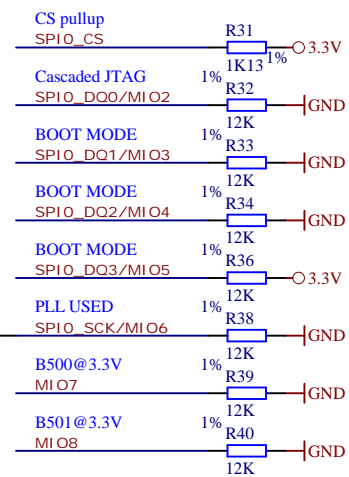 CS pullup
R31
SPI0_CS
3.3V
1K13
1%
Cascaded JTAG
1%
R32
SPI0_DQ0/MIO2
GND
12K
BOOT MODE
1%
R33
SPI0_DQ1/MIO3
GND
12K
BOOT MODE
1%
R34
SPI0_DQ2/MIO4
GND
12K
BOOT MODE
1%
R36
SPI0_DQ3/MIO5
3.3V
12K
PLL USED
1%
R38
SPI0_SCK/MIO6
GND
12K
B500@3.3V
1%
R39
MIO7
GND
12K
B501@3.3V
1%
R40
MIO8
GND
12K